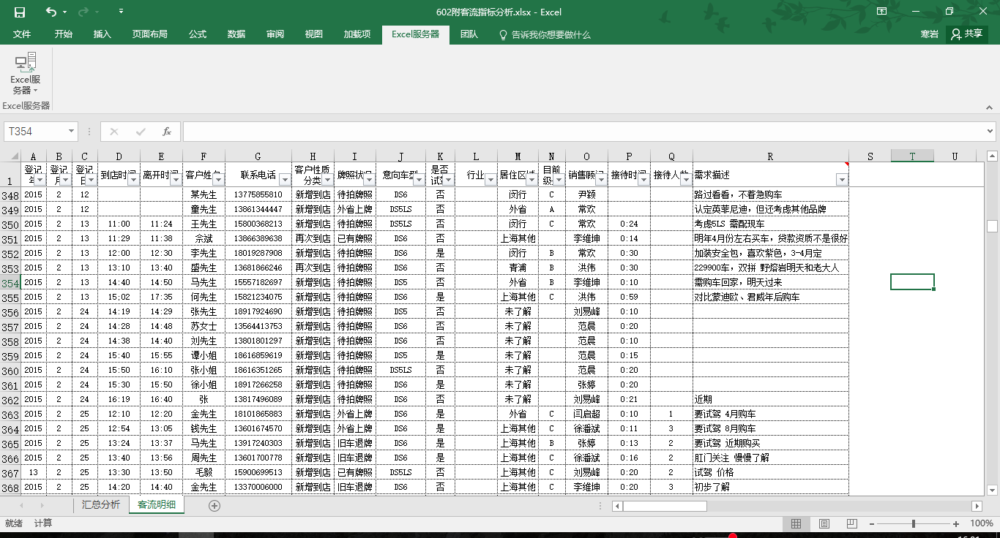 602附客流指标分析.xlsx - Excel
文件 开始 插入 页面布局 公式 数据 审阅 视图 加载项 Excel服务器 团队 告诉我你想要做什么 寒岩 共享
Excel服
务器
Excel服务器
T354 fx
A B C D E F G H I J K L M N O P Q R S T U
1 登记 登记 登记 到店时间 离开时间 客户姓名 联系电话 客户性质分类 牌照状况 意向车型 是否试驾 行业 居住区域 目前级别 销售顾问 接待时间 接待人数 需求描述
348 2015 2 12 某先生 13775855810 新增到店 待拍牌照 DS6 否 闵行 C 尹颖 路过看看，不着急购车
349 2015 2 12 童先生 13861344447 新增到店 外省上牌 DS5LS 否 外省 A 常欢 认定英菲尼迪，但还考虑其他品牌
350 2015 2 13 11:00 11:24 王先生 15800368213 新增到店 待拍牌照 DS5LS 否 闵行 C 常欢 0:24 考虑5LS 需配现车
351 2015 2 13 11:29 11:38 宗斌 13866389638 再次到店 已有牌照 DS6 否 上海其他 李维坤 0:14 明年4月份左右买车，贷款资质不是很好
352 2015 2 13 12:00 12:30 李先生 18019287908 新增到店 待拍牌照 DS6 是 闵行 B 常欢 0:30 加装安全包，喜欢紫色，3-4月定
353 2015 2 13 13:10 13:40 盛先生 13681866246 再次到店 待拍牌照 DS6 否 青浦 B 洪伟 0:30 229900车，双拼 野熔岩明天和老大人
354 2015 2 13 14:40 14:50 马先生 15557182697 新增到店 待拍牌照 DS5 否 外省 B 李维坤 0:10 需购车回家，明天过来
355 2015 2 13 15;02 17:35 何先生 15821234075 新增到店 待拍牌照 DS6 是 上海其他 C 洪伟 0:59 对比蒙迪欧、君威年后购车
356 2015 2 24 14:19 14:29 张先生 18917924690 新增到店 待拍牌照 DS5 否 未了解 刘易峰 0:10
357 2015 2 24 14:28 14:48 苏女士 13564413753 新增到店 待拍牌照 DS6 否 未了解 范晨 0:20
358 2015 2 24 14:38 14:40 刘先生 13801801297 新增到店 待拍牌照 DS6 否 未了解 范晨 0:10
359 2015 2 24 15:40 15:55 谭小姐 18616859619 新增到店 待拍牌照 DS5 是 未了解 范晨 0:15
360 2015 2 24 15:50 16:10 张小姐 18616351265 新增到店 待拍牌照 DS5LS 否 未了解 范晨 0:20
361 2015 2 24 15:30 15:50 徐小姐 18917266258 新增到店 待拍牌照 DS6 是 未了解 张婷 0:20
362 2015 2 24 16:19 16:40 张 13817496089 新增到店 待拍牌照 DS6 否 未了解 刘易峰 0:21 近期
363 2015 2 25 12:10 12:20 金先生 18101865883 新增到店 外省上牌 DS6 是 外省 C 闫启超 0:10 1 要试驾 4月购车
364 2015 2 25 12:54 13:05 钱先生 13601674570 新增到店 外省上牌 DS6 是 上海其他 C 徐潘斌 0:11 3 要试驾 8月购车
365 2015 2 25 13:24 13:37 马先生 13917240303 新增到店 旧车退牌 DS6 是 上海其他 B 张婷 0:13 2 要试驾 近期购买
366 2015 2 25 13:40 13:56 周先生 13601700778 新增到店 旧车退牌 DS6 是 上海其他 C 徐潘斌 0:16 2 肛门关注 慢慢了解
367 13 2 25 13:30 13:50 毛毅 15900699513 新增到店 已有牌照 DS5LS 否 上海其他 C 刘易峰 0:20 2 试驾 价格
368 2015 2 25 14:20 14:40 金先生 13370006000 新增到店 旧车退牌 DS6 否 上海其他 C 李维坤 0:20 3 初步了解
汇总分析 客流明细
就绪 计算 100%